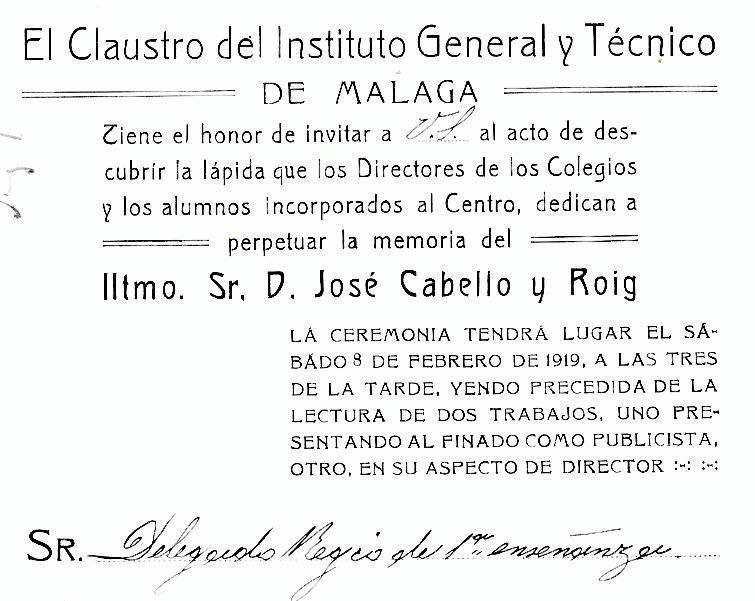 El Claustro del Instituto General y Técnico
DE MALAGA
Tiene el honor de invitar a V.S. al acto de des-
cubrír la lápida que los Directores de los Colegios
y los alumnos incorporados al Centro, dedican a
perpetuar la memoria del
Iltmo. Sr. D. José Cabello y Roig
LA CEREMONIA TENDRÁ LUGAR EL SÁ-
BADO 8 DE FEBRERO DE 1919, A LAS TRES
DE LA TARDE, YENDO PRECEDIDA DE LA
LECTURA DE DOS TRABAJOS, UNO PRE-
SENTANDO AL FINADO COMO PUBLICISTA,
OTRO, EN SU ASPECTO DE DIRECTOR :-: :-:
SR. Delegado Regio de 1ra enseñanza